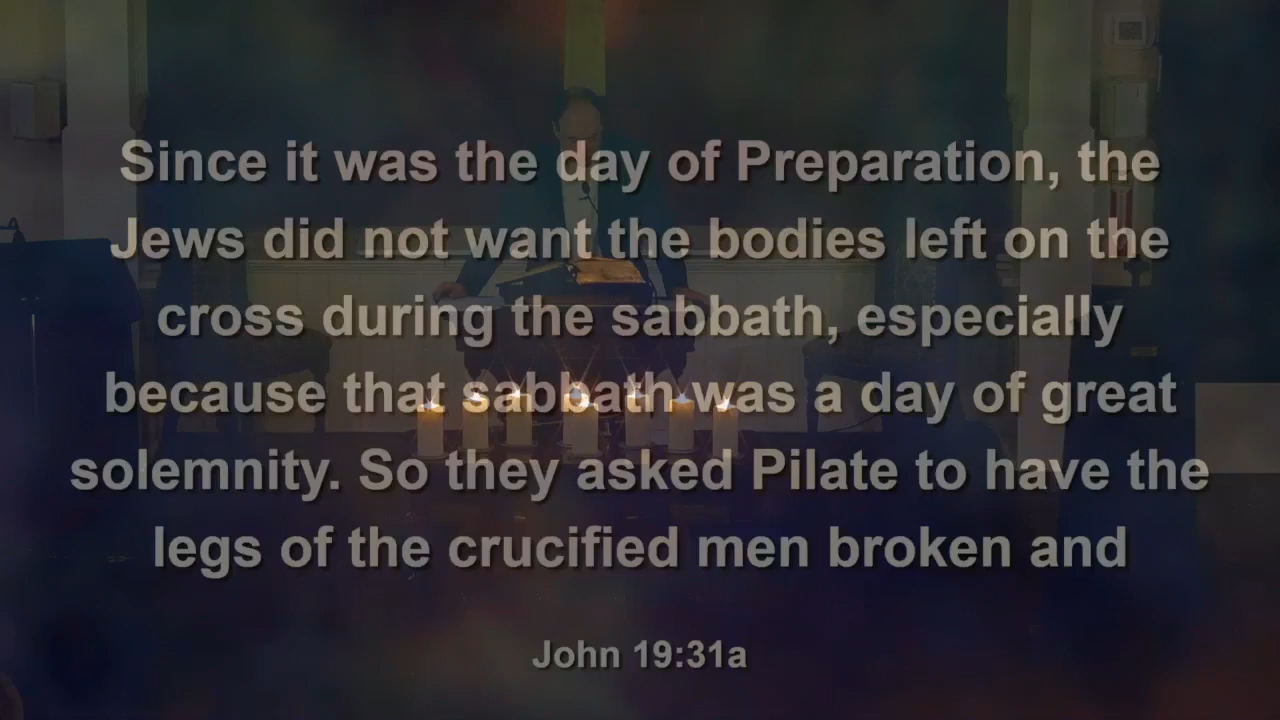 Since it was the day of Preparation, the
Jews did not want the bodies left on the
cross during the sabbath, especially
because that sabbath was a day of great
solemnity. So they asked Pilate to have the
legs of the crucified men broken and
John 19:31a